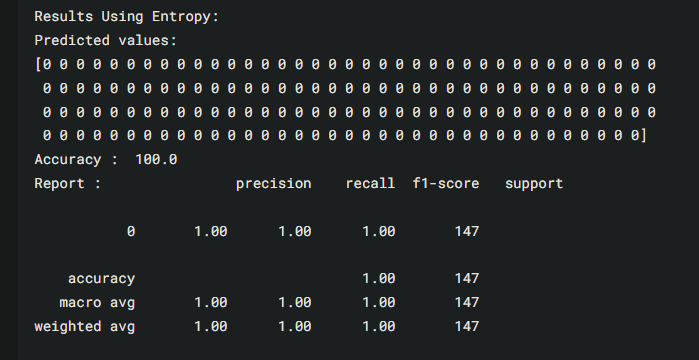 Results Using Entropy:
Predicted values:
[0 0 0 0 0 0 0 0 0 0 0 0 0 0 0 0 0 0 0 0 0 0 0 0 0 0 0 0 0 0 0 0 0 0 0 0 0
0 0 0 0 0 0 0 0 0 0 0 0 0 0 0 0 0 0 0 0 0 0 0 0 0 0 0 0 0 0 0 0 0 0 0 0 0
0 0 0 0 0 0 0 0 0 0 0 0 0 0 0 0 0 0 0 0 0 0 0 0 0 0 0 0 0 0 0 0 0 0 0 0 0
0 0 0 0 0 0 0 0 0 0 0 0 0 0 0 0 0 0 0 0 0 0 0 0 0 0 0 0 0 0 0 0 0 0 0 0]
Accuracy :  100.0
Report :                precision    recall  f1-score   support
0       1.00      1.00      1.00       147
accuracy                           1.00       147
macro avg       1.00      1.00      1.00       147
weighted avg       1.00      1.00      1.00       147